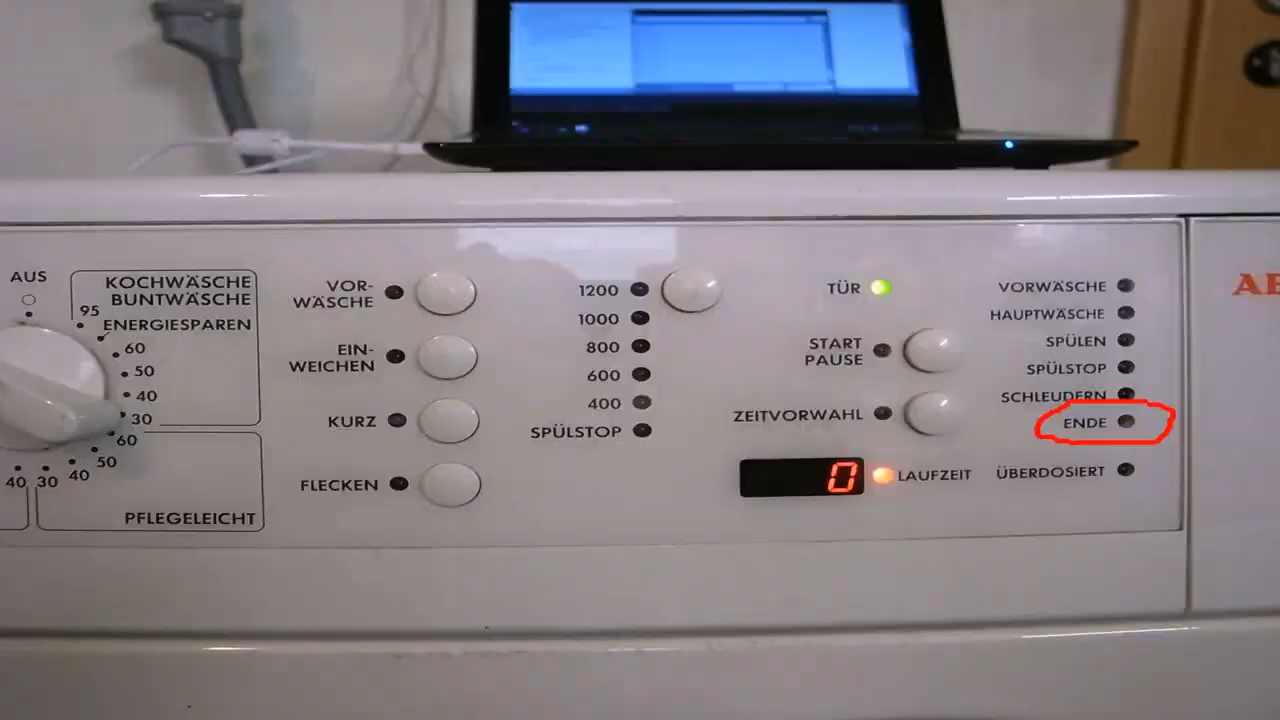 AUS
KOCHWÄSCHE
BUNTWÄSCHE
95
ENERGIESPAREN
60
50
40
30
60
50
40
30
40
PFLEGELEICHT
VOR-
WÄSCHE
EIN-
WEICHEN
KURZ
FLECKEN
1200
1000
800
600
400
SPÜLSTOP
TÜR
START
PAUSE
ZEITVORWAHL
0
LAUFZEIT
VORWÄSCHE
HAUPTWÄSCHE
SPÜLEN
SPÜLSTOP
SCHLEUDERN
ENDE
ÜBERDOSIERT
AE